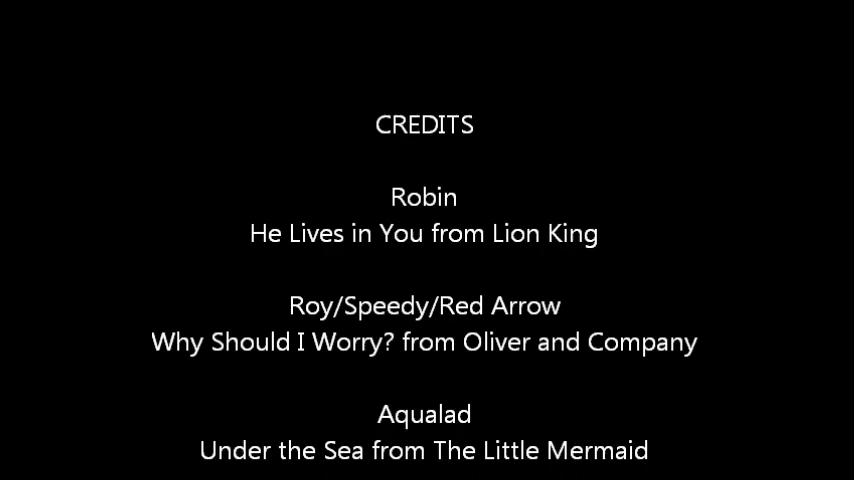 CREDITS
Robin
He Lives in You from Lion King
Roy/Speedy/Red Arrow
Why Should I Worry? from Oliver and Company
Aqualad
Under the Sea from The Little Mermaid